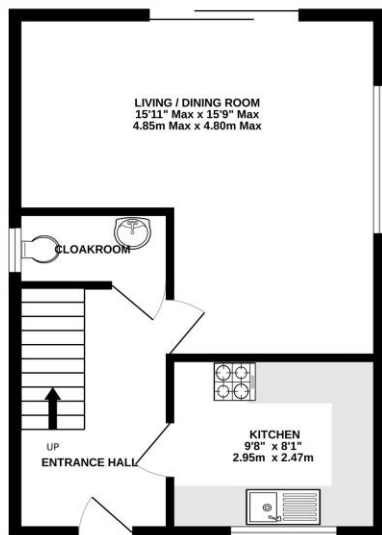 LIVING / DINING ROOM
15'11" Max x 15'9" Max
4.85m Max x 4.80m Max
CLOAKROOM
UP
ENTRANCE HALL
KITCHEN
9'8" x 8'1"
2.95m x 2.47m